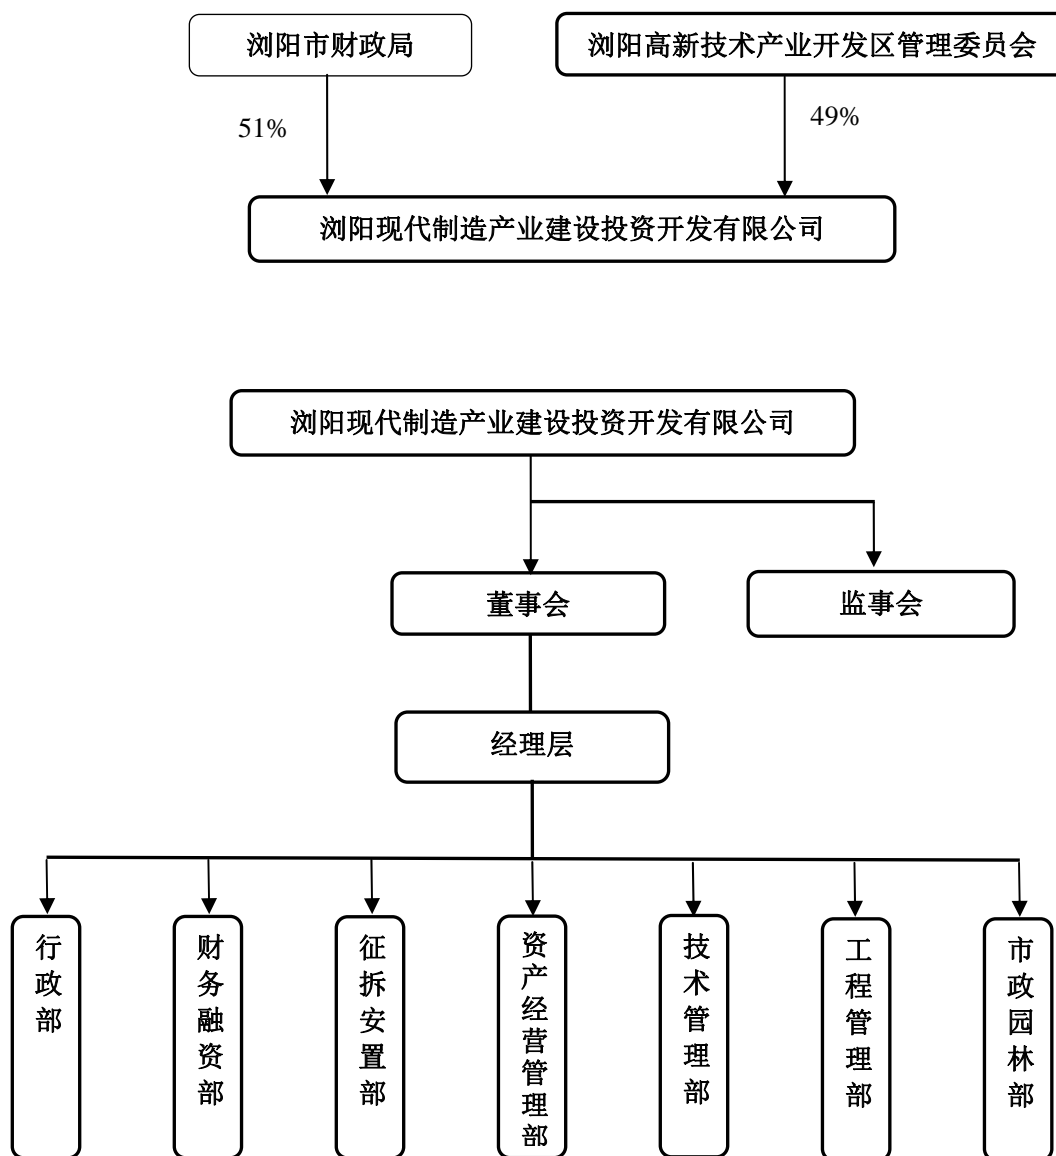 浏阳市财政局
浏阳高新技术产业开发区管理委员会
51%
49%
浏阳现代制造产业建设投资开发有限公司
浏阳现代制造产业建设投资开发有限公司
董事会
监事会
经理层
行政部
财务融资部
征拆安置部
资产经营管理部
技术管理部
工程管理部
市政园林部